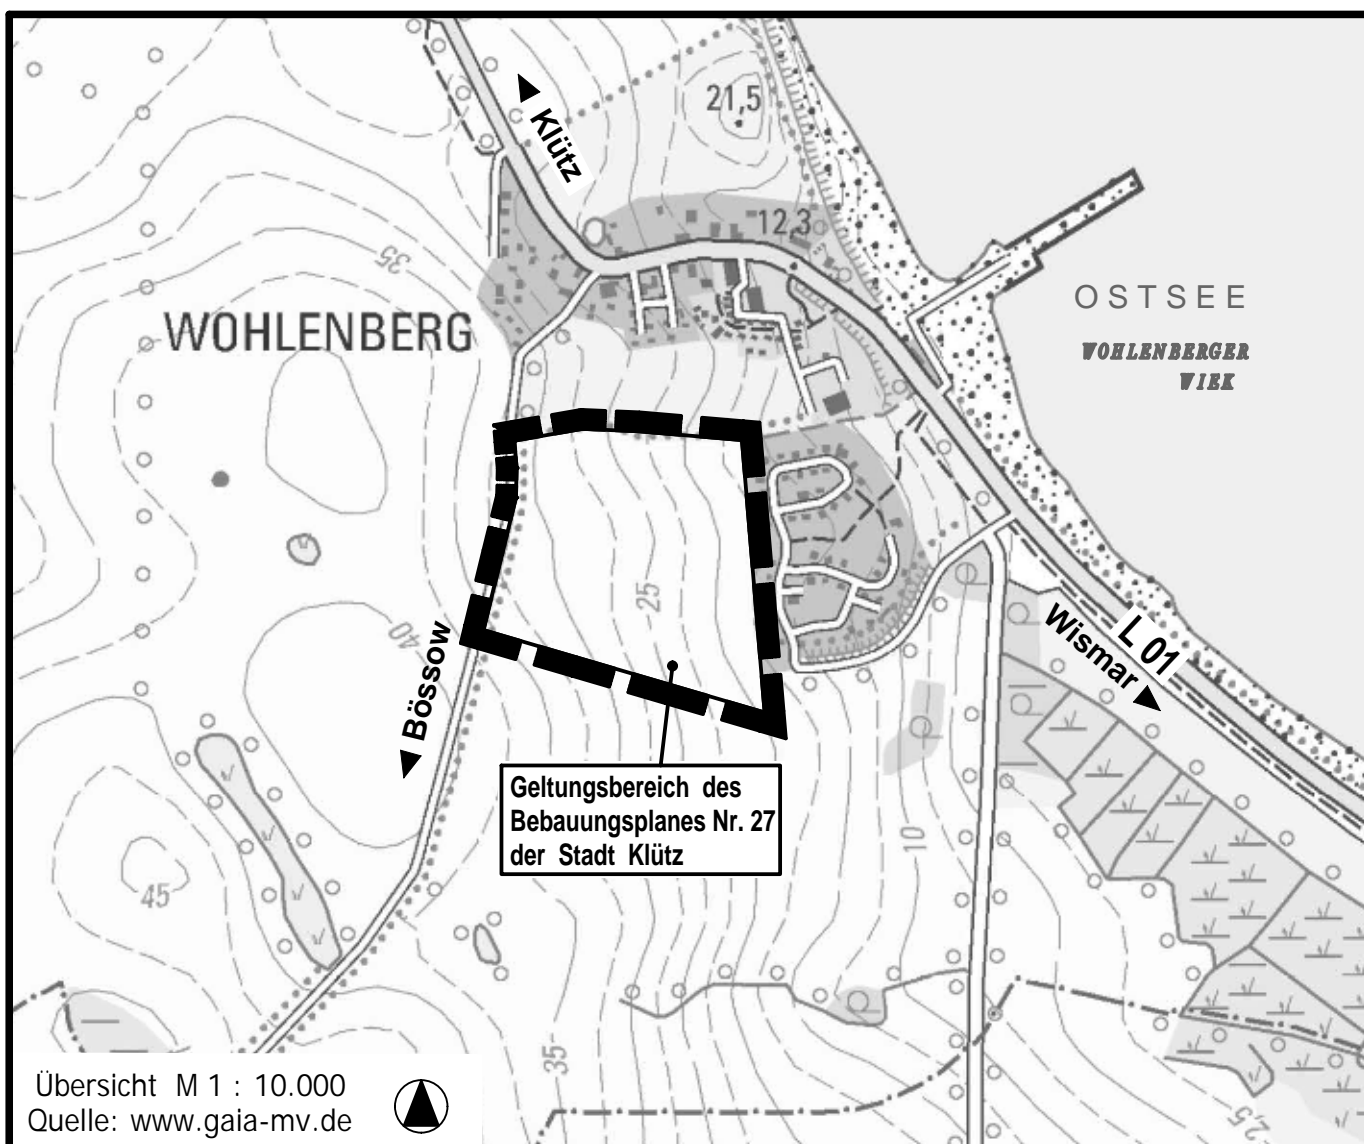 21,5
Klütz
12,3
35
OSTSEE
WOHLENBERG
WOHLENBERGER
WIEK
25
40
Bössow
Wismar
L 01
Geltungsbereich des
Bebauungsplanes Nr. 27
der Stadt Klütz
10
45
35
2,5
Übersicht M 1 : 10.000
Quelle: www.gaia-mv.de